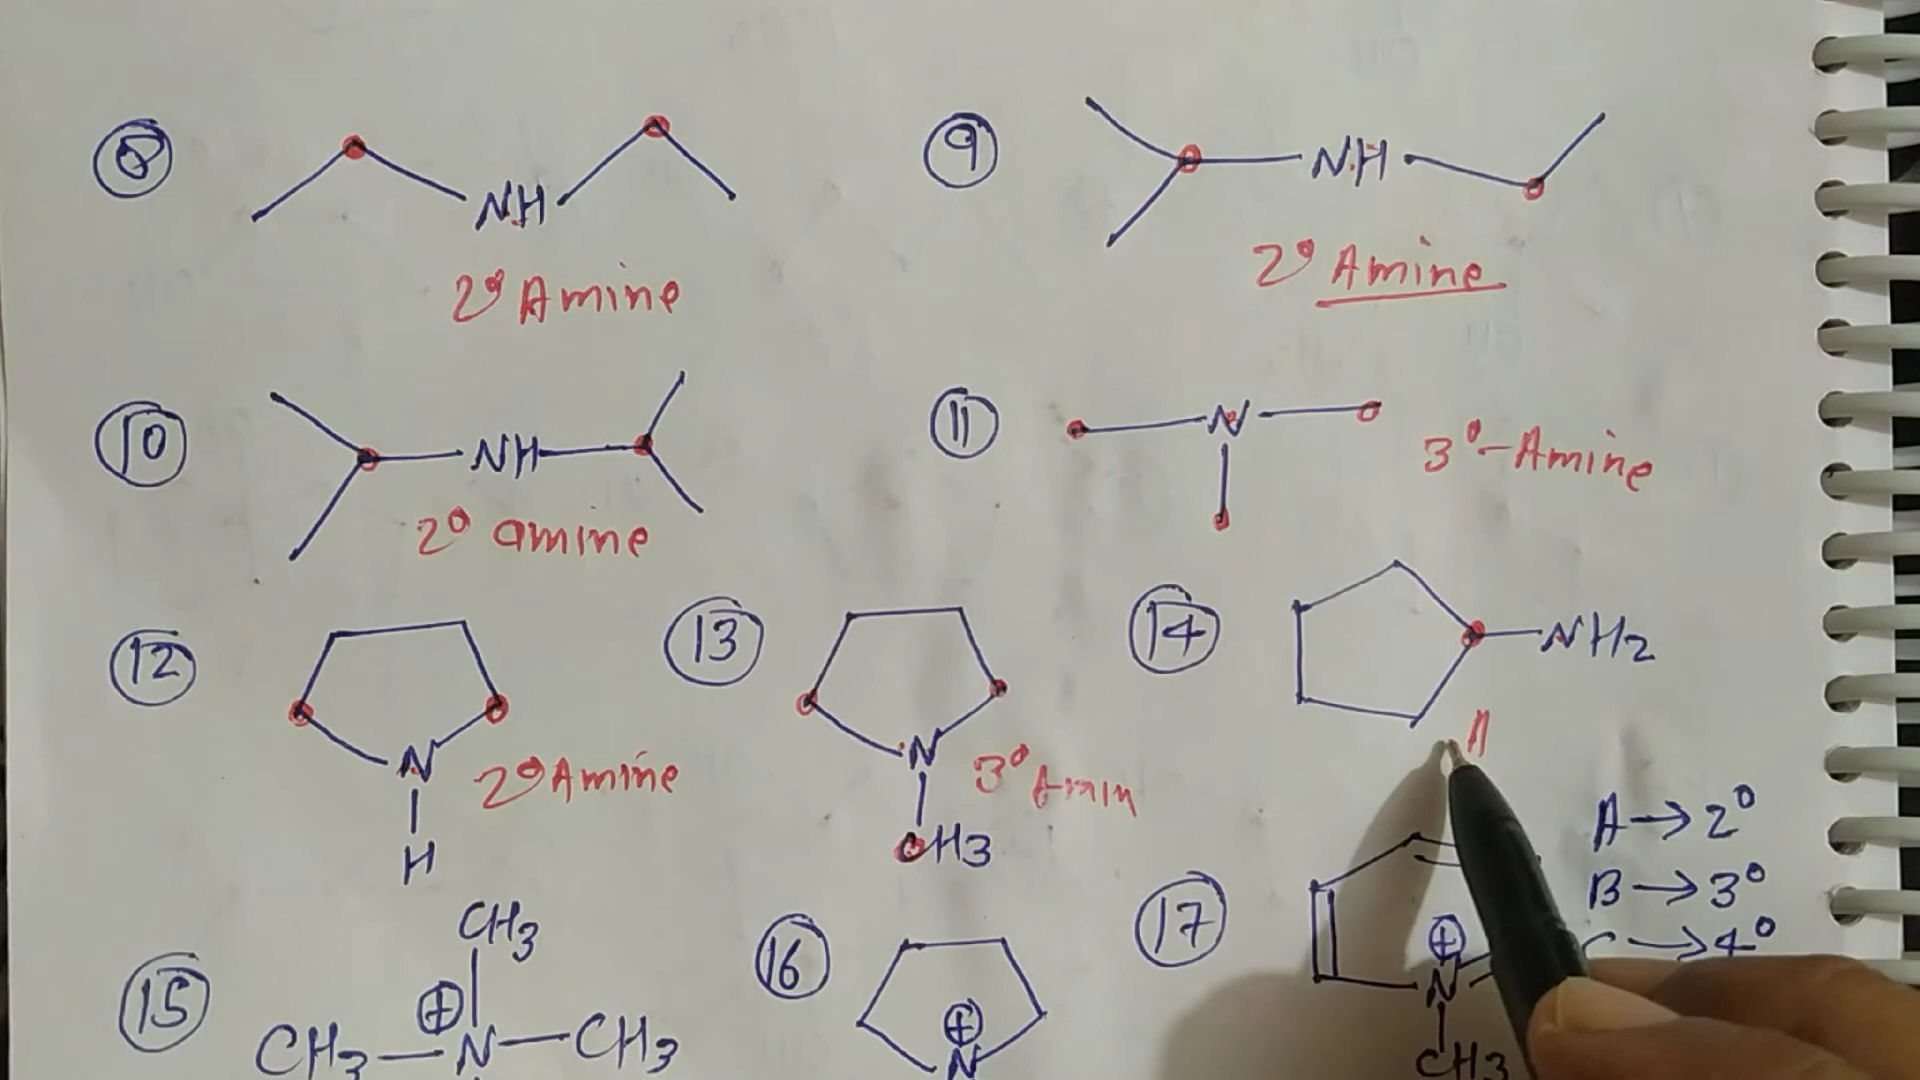 8 NH
2° Amine
9 NH
2° Amine
10 NH
2° amine
11 N
3°-Amine
12 N
H
2° Amine
13 N
CH3
3° Amin
14 NH2
A
A → 2°
B → 3°
C → 4°
15 CH3
⊕
CH3 N CH3
16 ⊕
N
17 ⊕
N
CH3